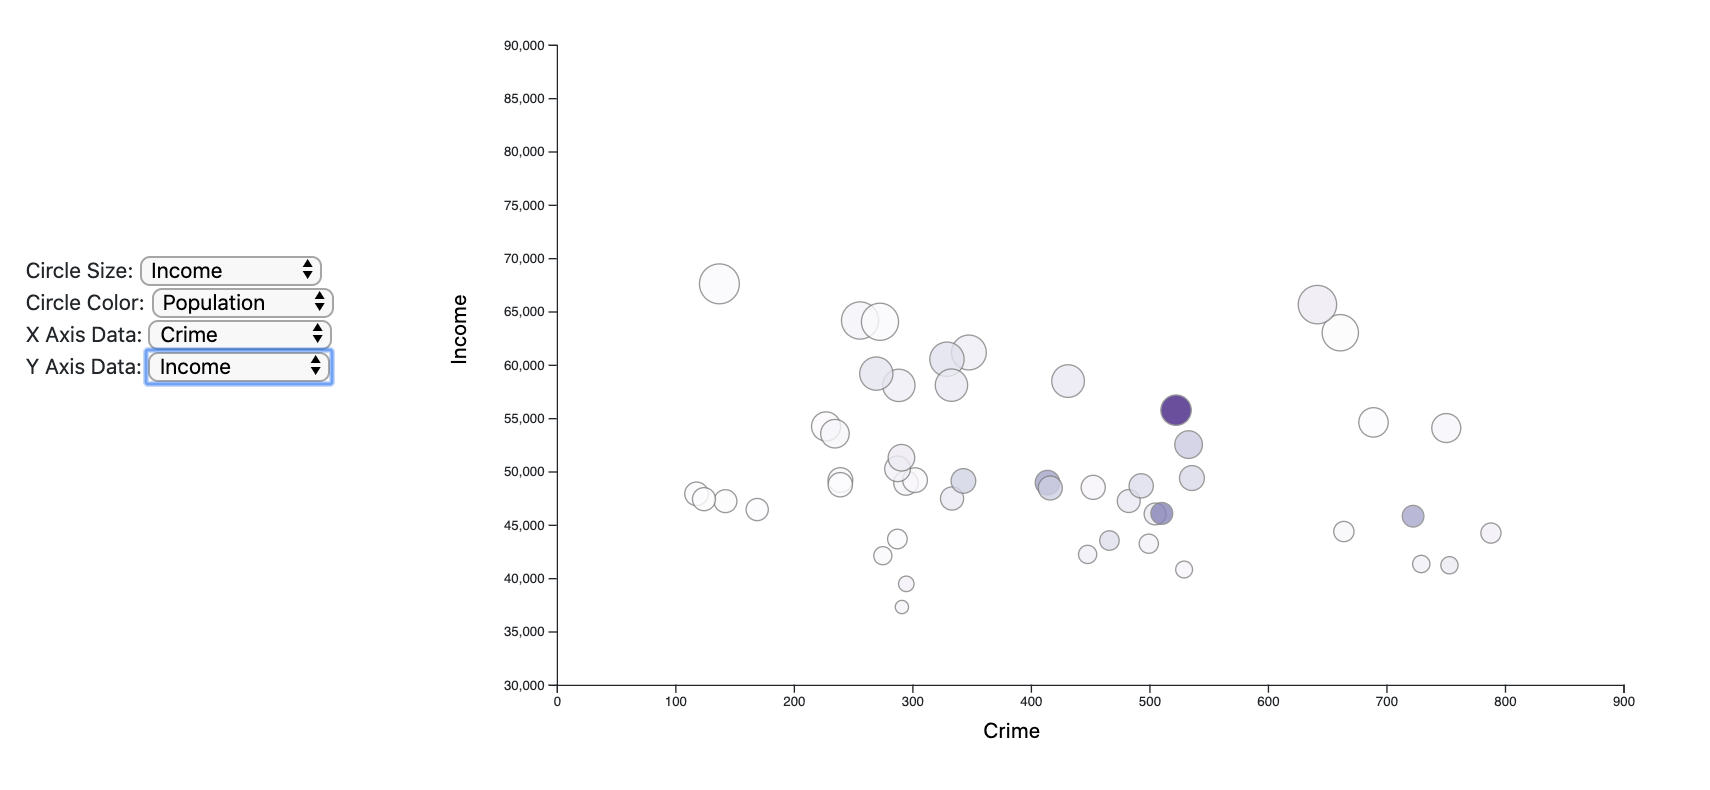 Circle Size: Income
Circle Color: Population
X Axis Data: Crime
Y Axis Data: Income
Income
90,000
85,000
80,000
75,000
70,000
65,000
60,000
55,000
50,000
45,000
40,000
35,000
30,000
0 100 200 300 400 500 600 700 800 900
Crime